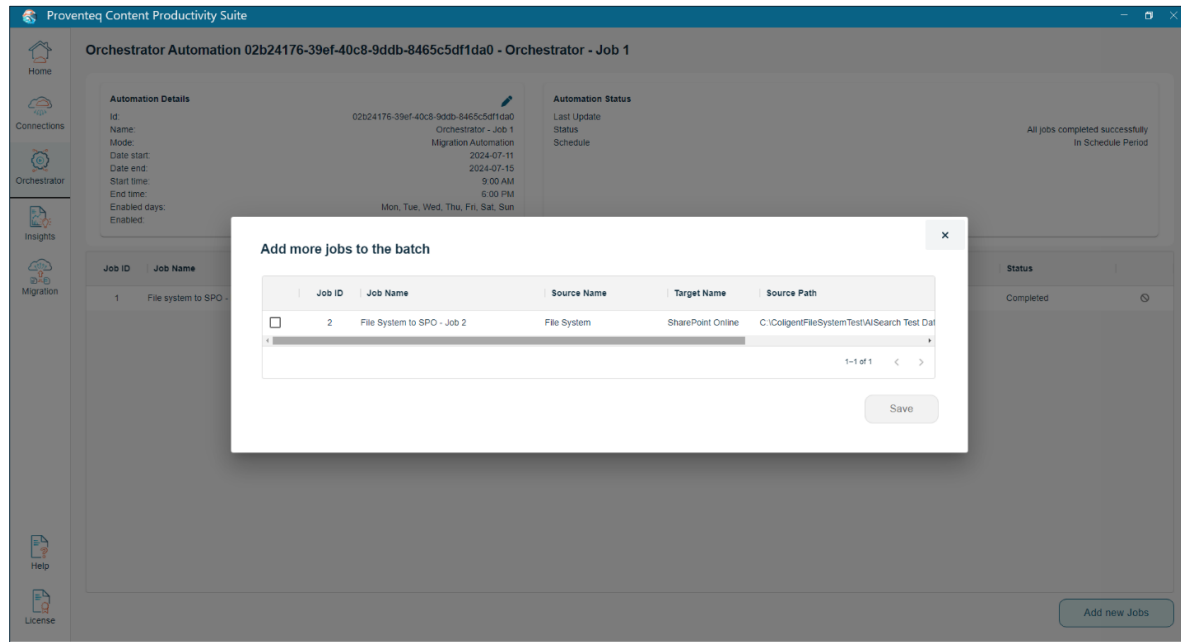 Proventeq Content Productivity Suite
Orchestrator Automation 02b24176-39ef-40c8-9ddb-8465c5df1da0 - Orchestrator - Job 1
Home
Connections
Orchestrator
Insights
Migration
Help
License
Automation Details
Id: 02b24176-39ef-40c8-9ddb-8465c5df1da0
Name: Orchestrator - Job 1
Mode: Migration Automation
Date start: 2024-07-11
Date end: 2024-07-15
Start time: 9:00 AM
End time: 6:00 PM
Enabled days: Mon, Tue, Wed, Thu, Fri, Sat, Sun
Enabled:
Automation Status
Last Update
Status All jobs completed successfully
Schedule In Schedule Period
Job ID Job Name Status
1 File system to SPO - Completed
Add more jobs to the batch
Job ID Job Name Source Name Target Name Source Path
2 File System to SPO - Job 2 File System SharePoint Online C:\ColigentFileSystemTest\AISearch Test Dat
1–1 of 1
Save
Add new Jobs